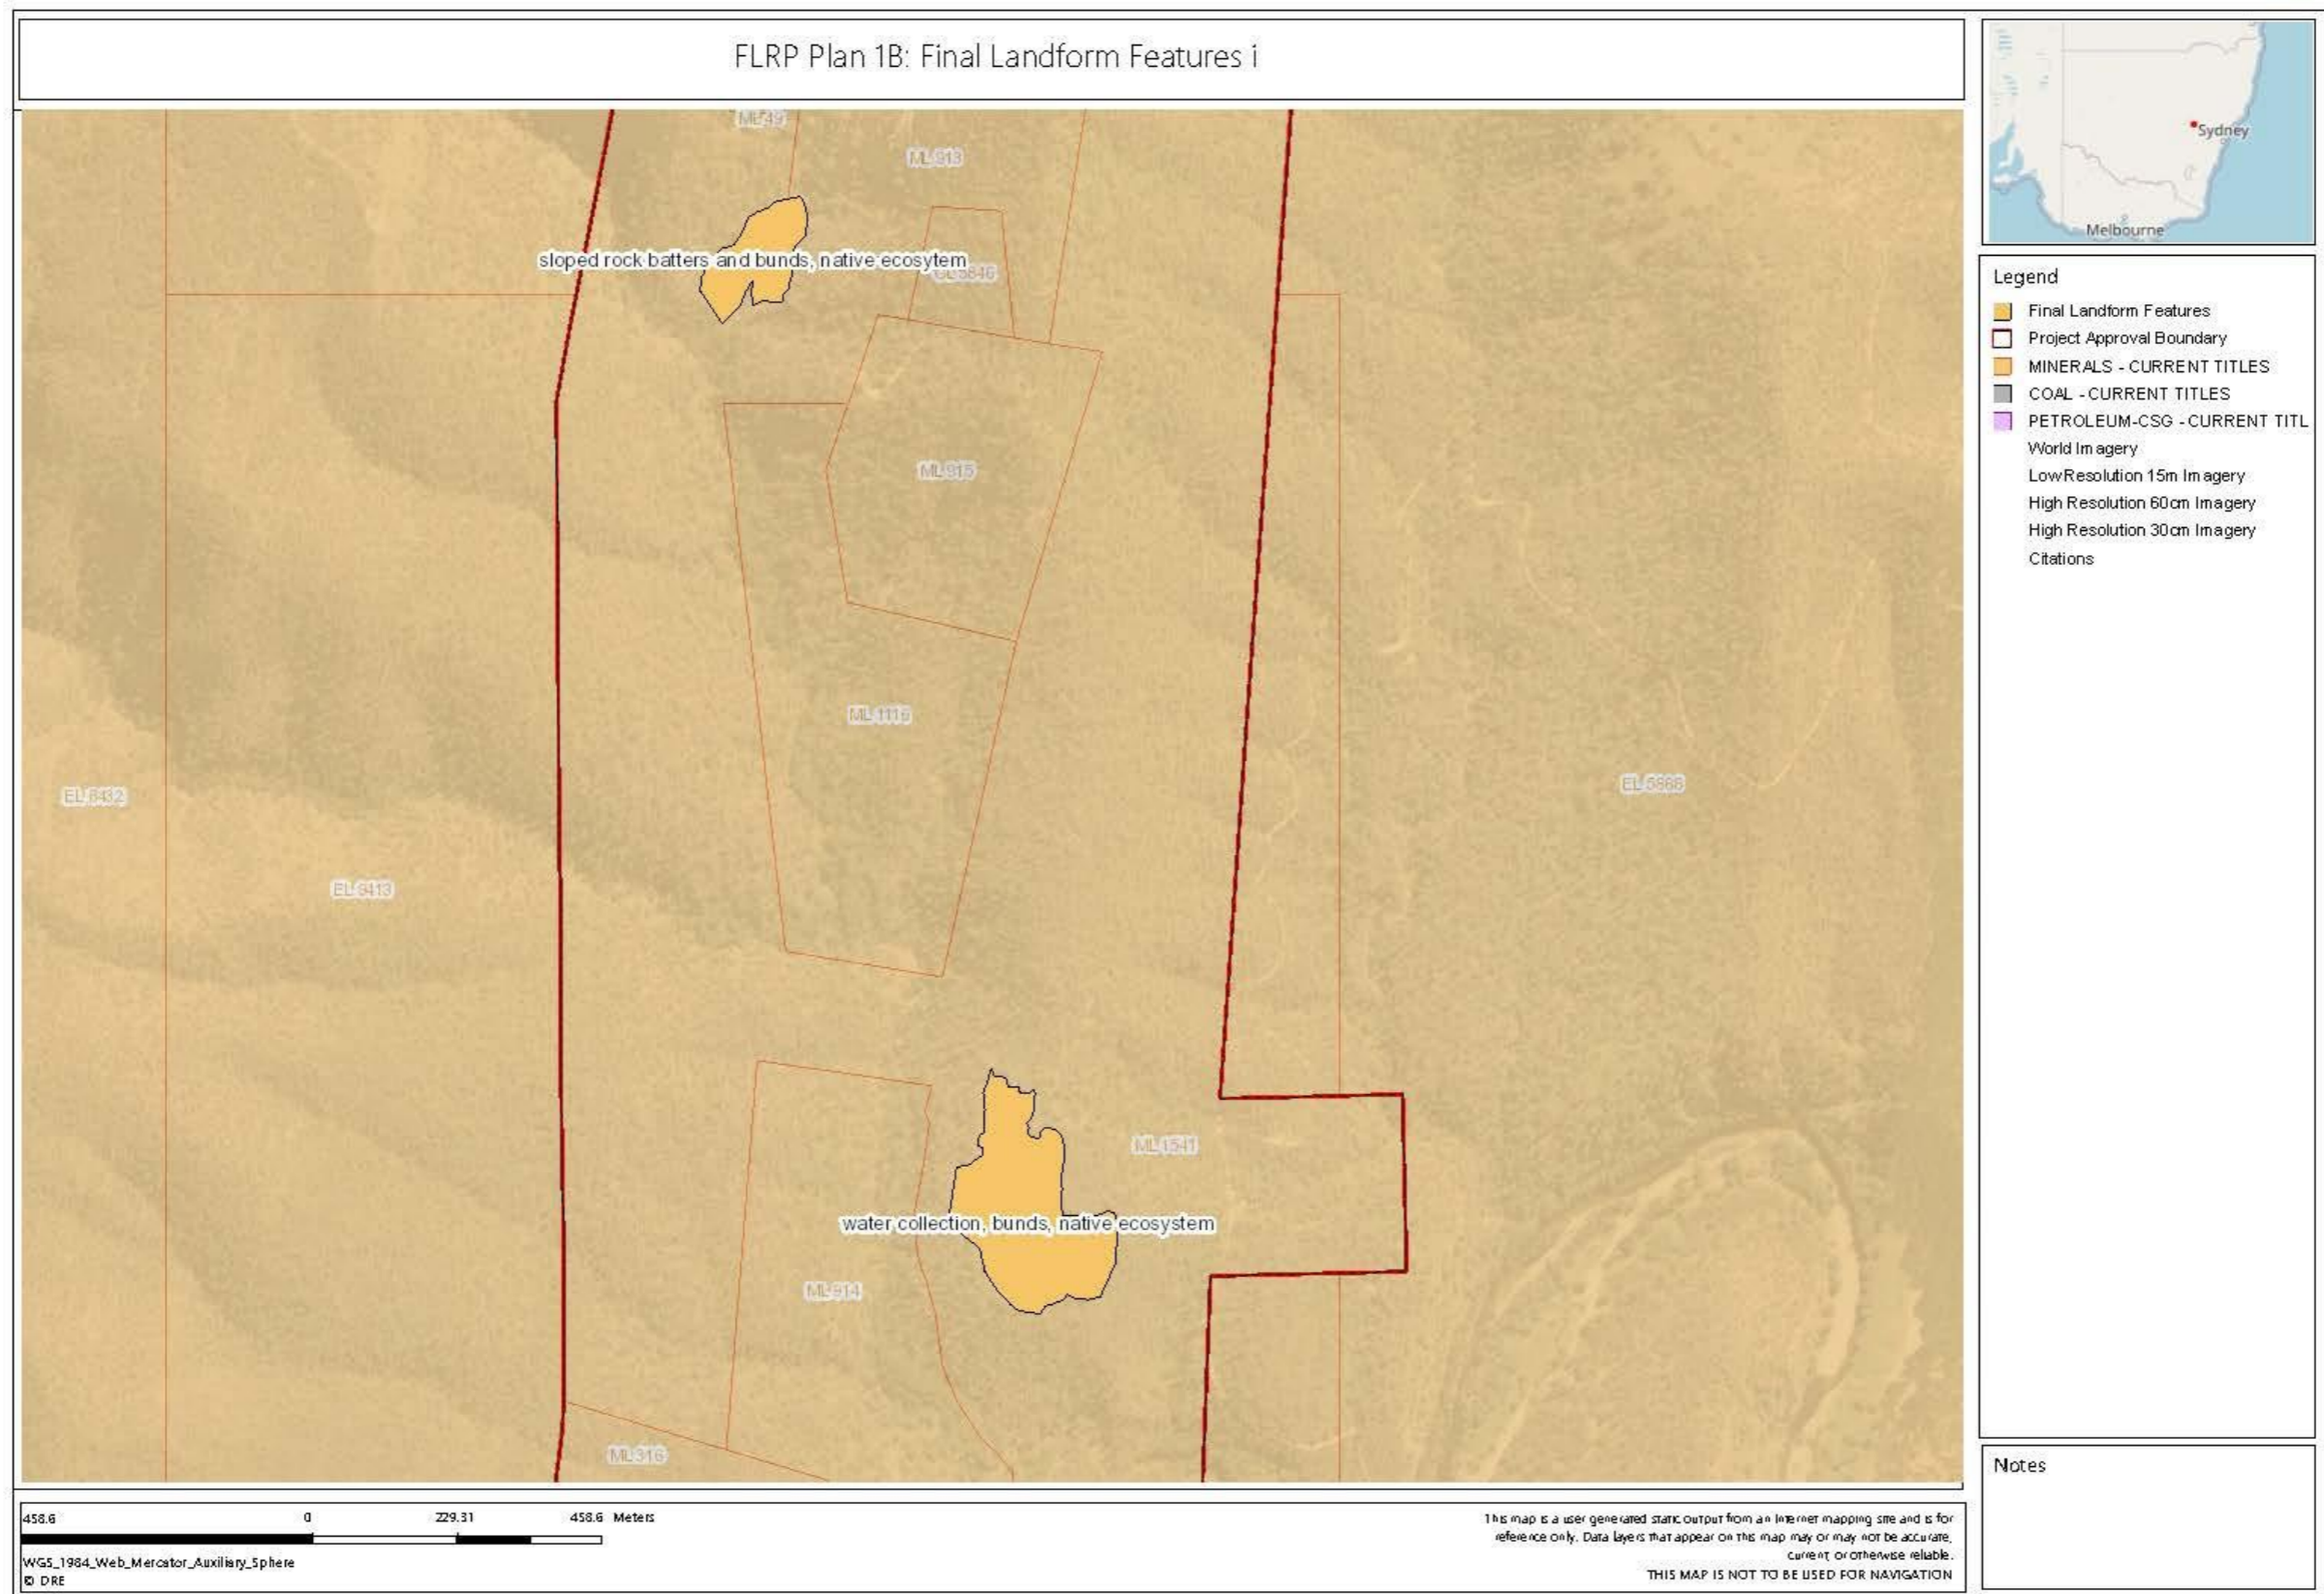 FLRP Plan 1B: Final Landform Features i
ML 49
ML 913
sloped rock batters and bunds, native ecosytem
ML 915
ML 1116
EL 5888
water collection, bunds, native ecosystem
ML 1541
ML 914
ML 316
Sydney
Melbourne
Legend
Final Landform Features
Project Approval Boundary
MINERALS - CURRENT TITLES
COAL - CURRENT TITLES
PETROLEUM-CSG - CURRENT TITL
World Imagery
Low Resolution 15m Imagery
High Resolution 60cm Imagery
High Resolution 30cm Imagery
Citations
Notes
458.6 0 229.31 458.6 Meters
WGS_1984_Web_Mercator_Auxiliary_Sphere
© DRE
This map is a user generated static output from an Internet mapping site and is for
reference only. Data layers that appear on this map may or may not be accurate,
current, or otherwise reliable.
THIS MAP IS NOT TO BE USED FOR NAVIGATION